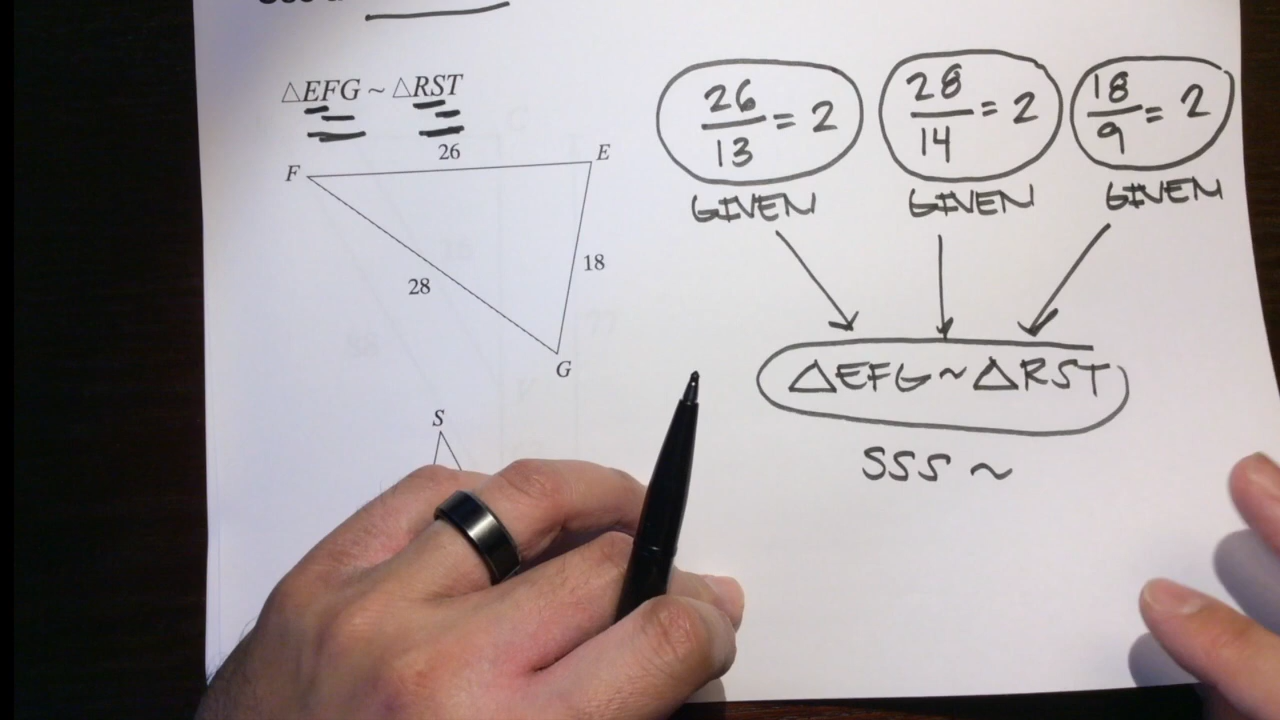 △EFG ~ △RST
26
F
E
28
18
G
S
26/13 = 2
28/14 = 2
18/9 = 2
GIVEN
GIVEN
GIVEN
△EFG ~ △RST
SSS ~